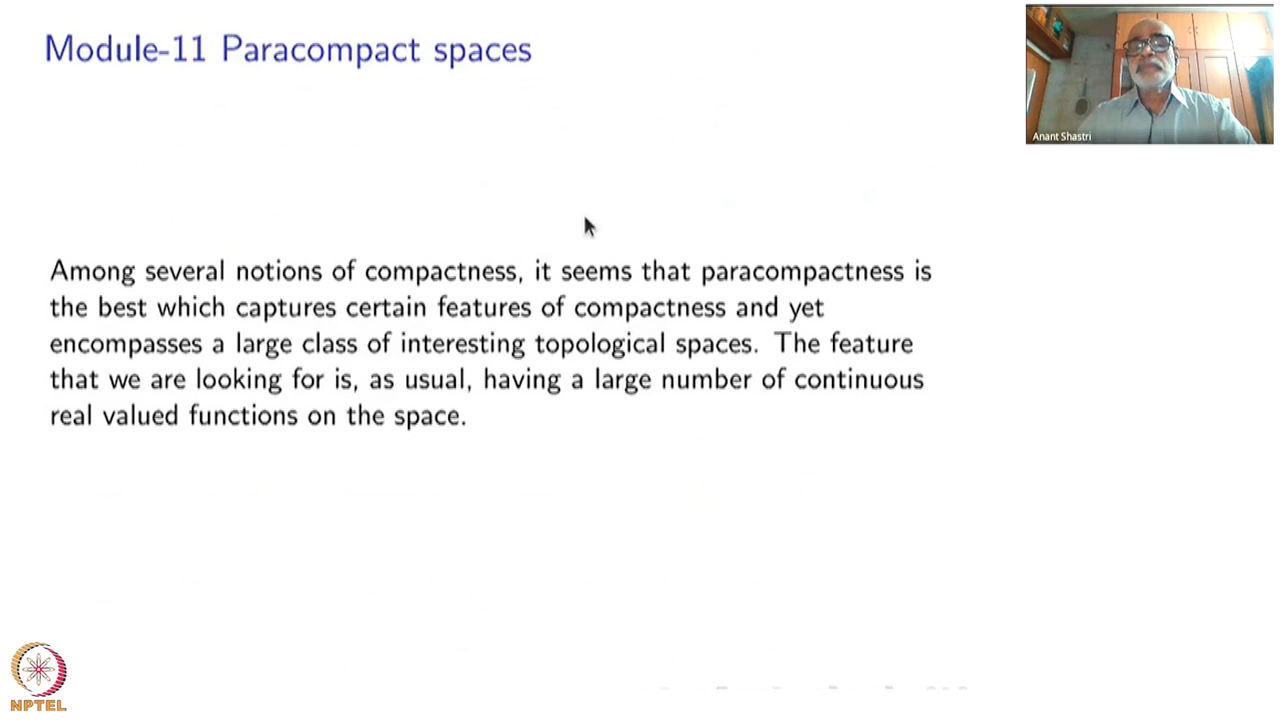 Module-11 Paracompact spaces
Anant Shastri
Among several notions of compactness, it seems that paracompactness is
the best which captures certain features of compactness and yet
encompasses a large class of interesting topological spaces. The feature
that we are looking for is, as usual, having a large number of continuous
real valued functions on the space.
NPTEL